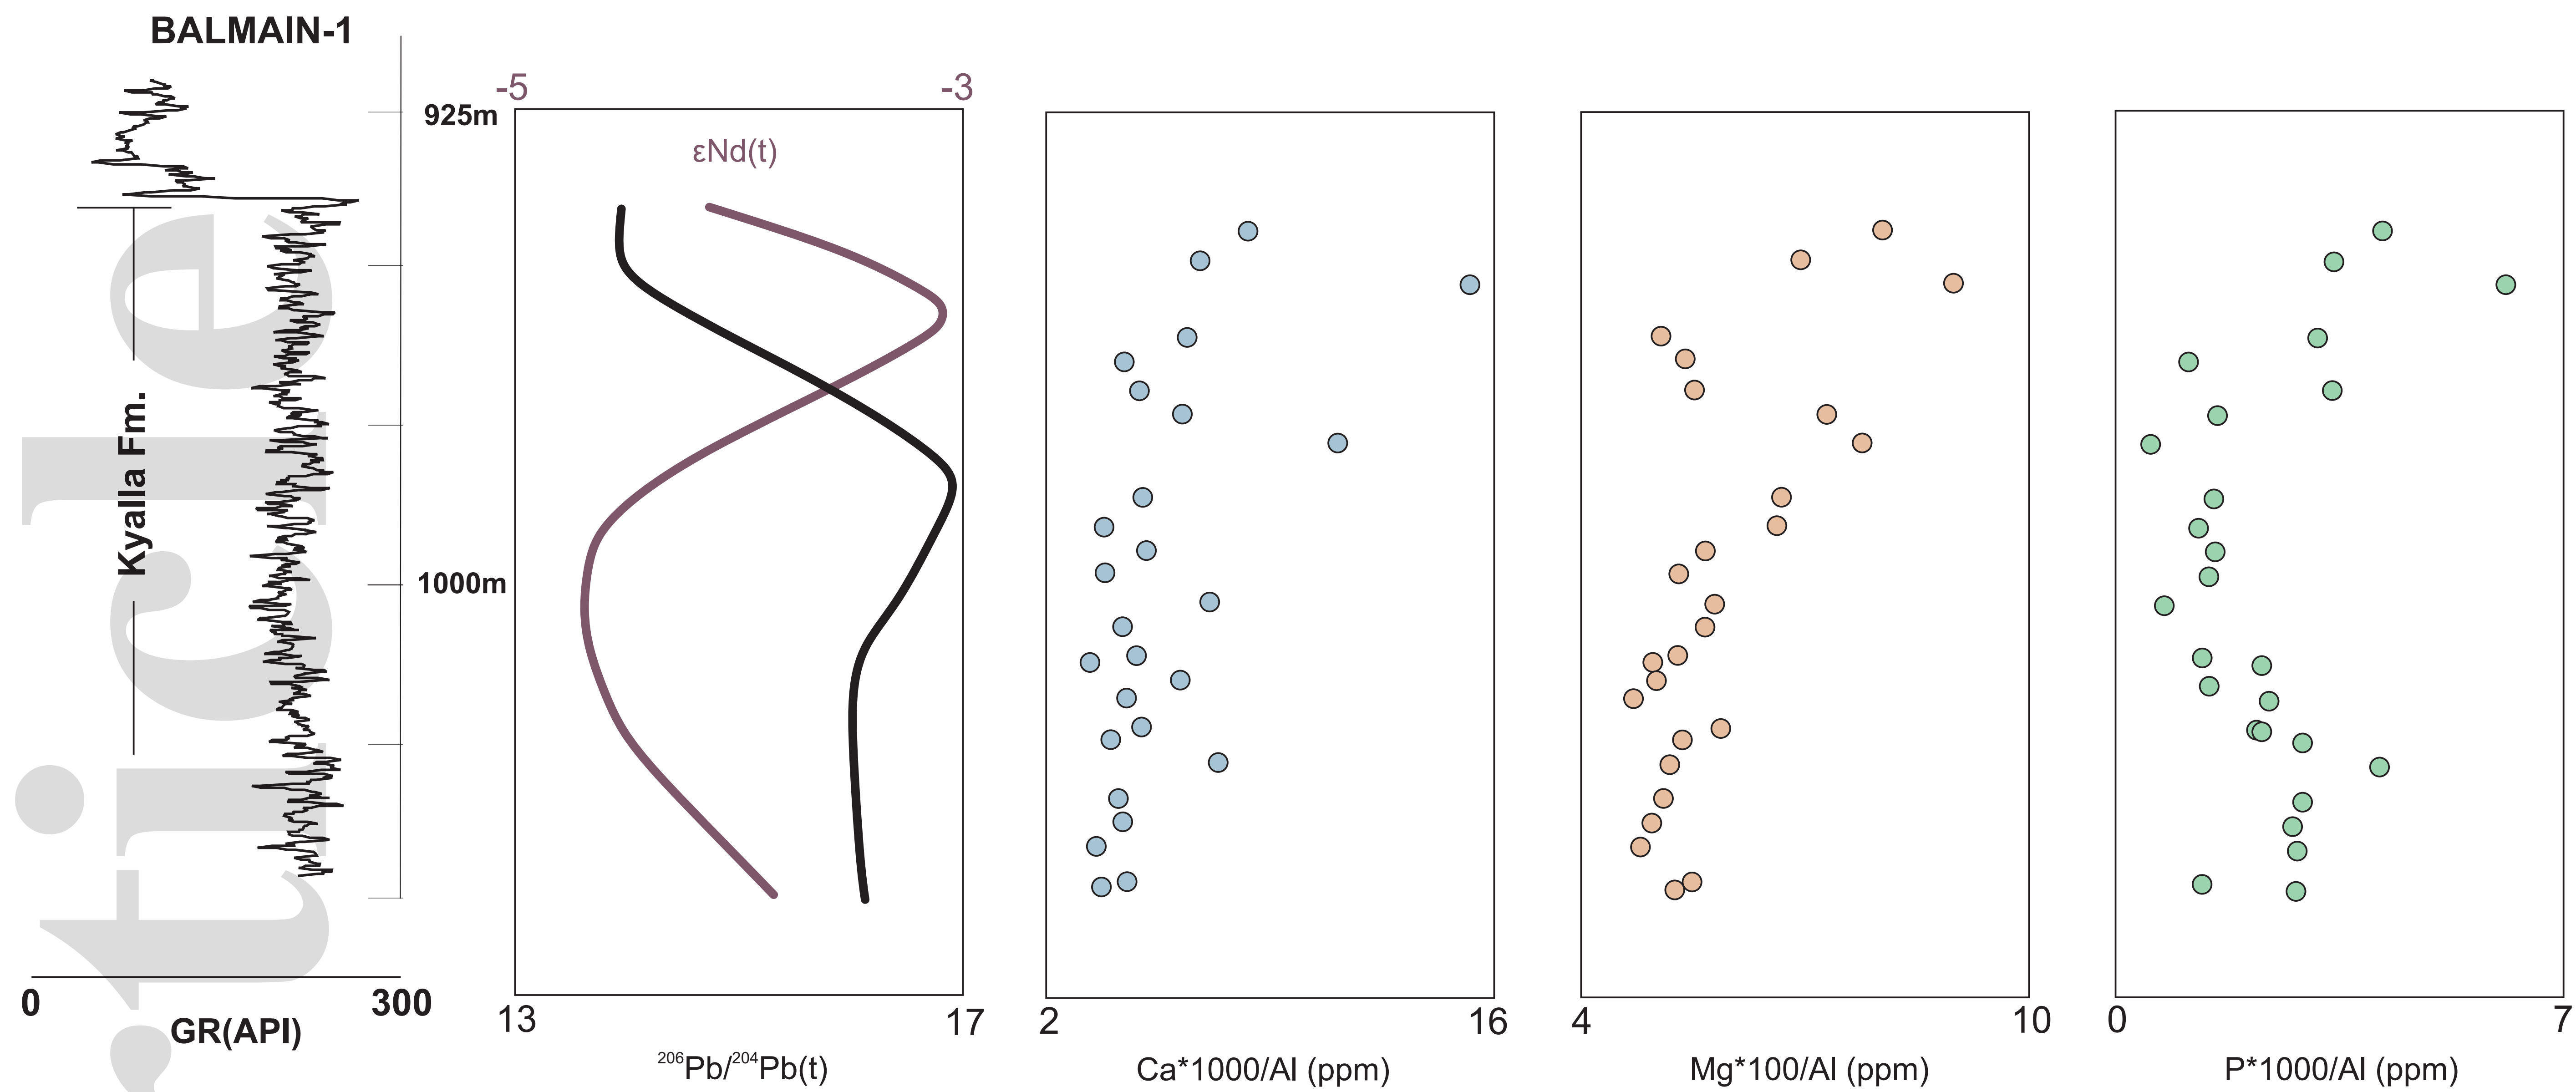 BALMAIN-1
-5
-3
925m
εNd(t)
Kyalla Fm.
1000m
0
300
GR(API)
13
17
206Pb/204Pb(t)
2
16
Ca*1000/Al (ppm)
4
10
Mg*100/Al (ppm)
0
7
P*1000/Al (ppm)